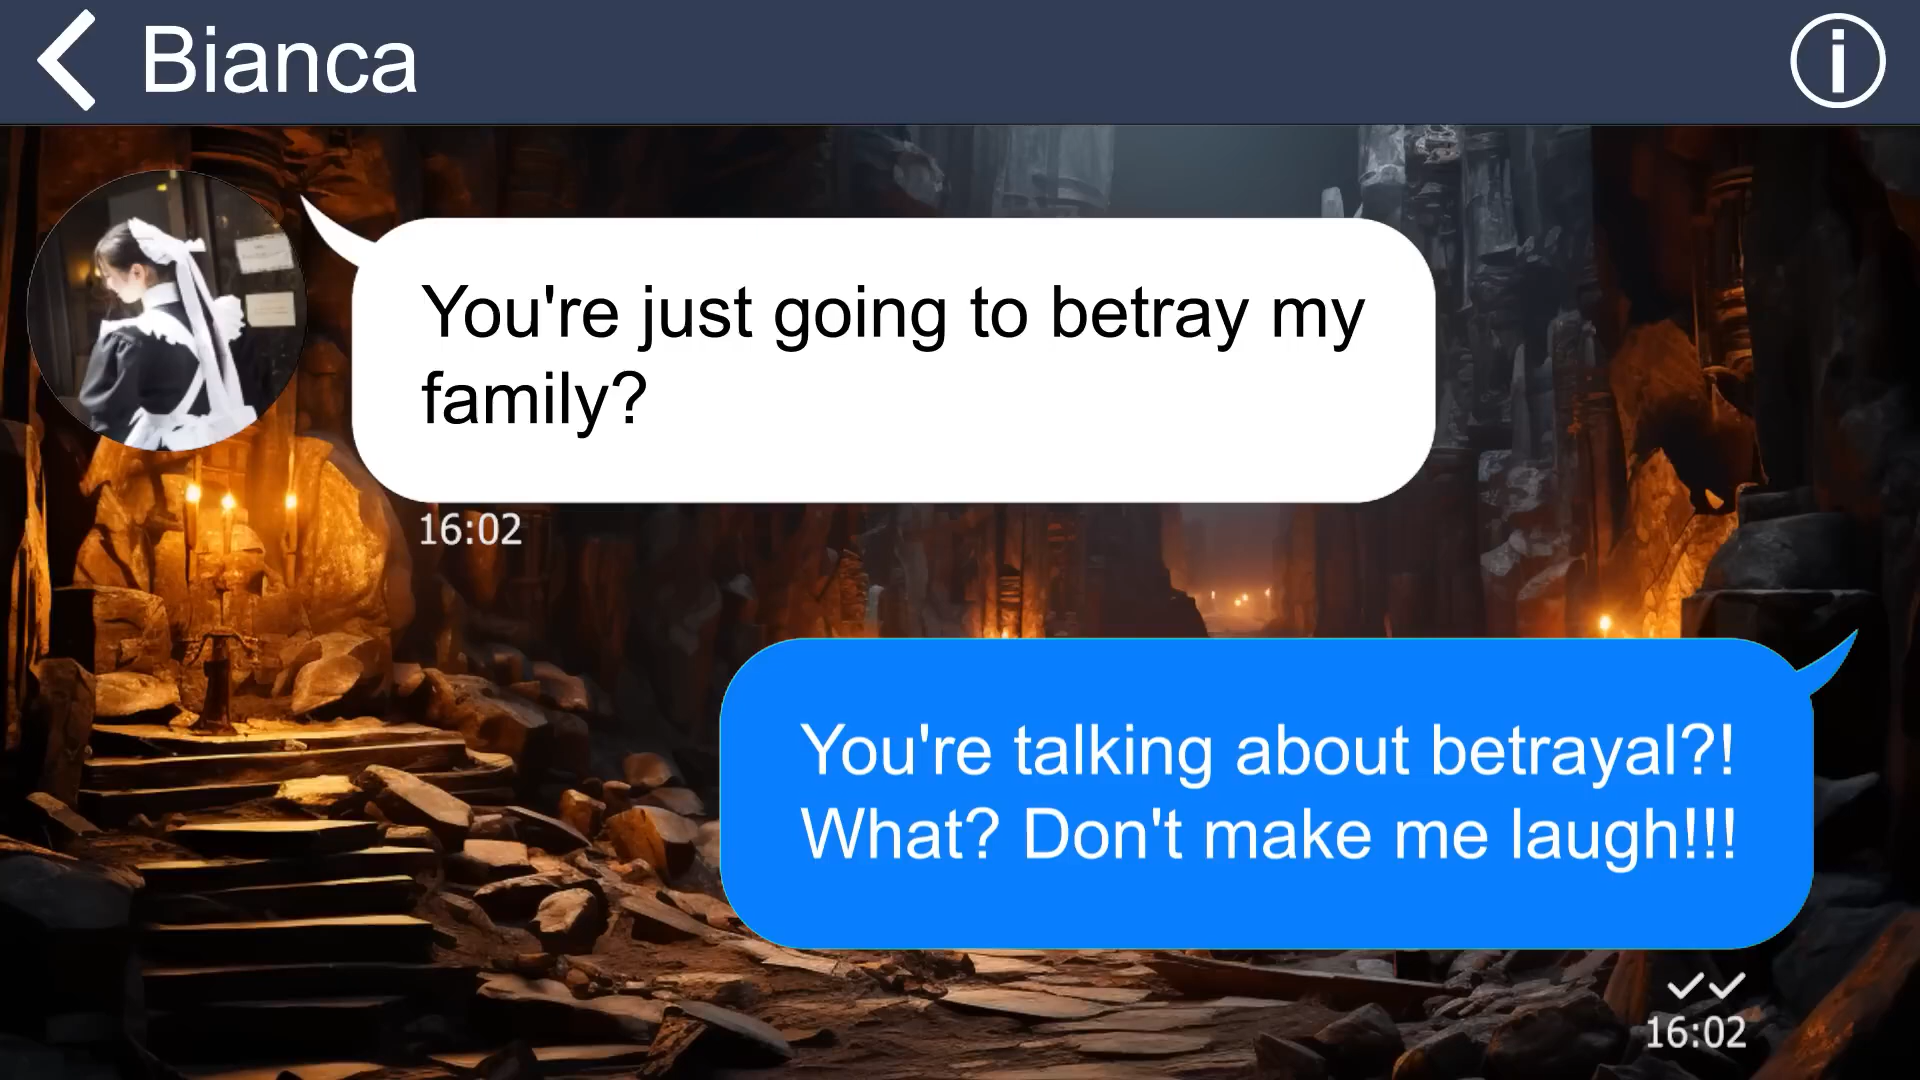 Bianca
You're just going to betray my
family?
16:02
You're talking about betrayal?!
What? Don't make me laugh!!!
16:02